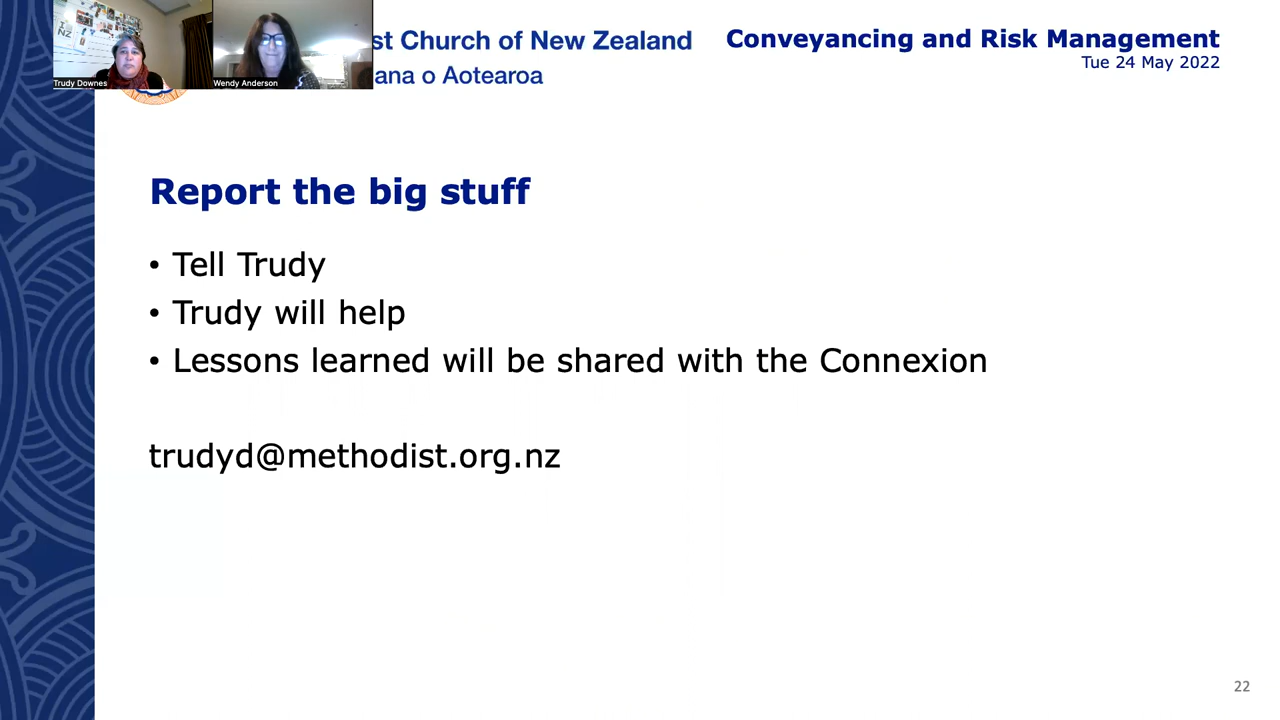 Trudy Downes
Wendy Anderson
st Church of New Zealand
ana o Aotearoa
Conveyancing and Risk Management
Tue 24 May 2022
Report the big stuff
• Tell Trudy
• Trudy will help
• Lessons learned will be shared with the Connexion
trudyd@methodist.org.nz
22